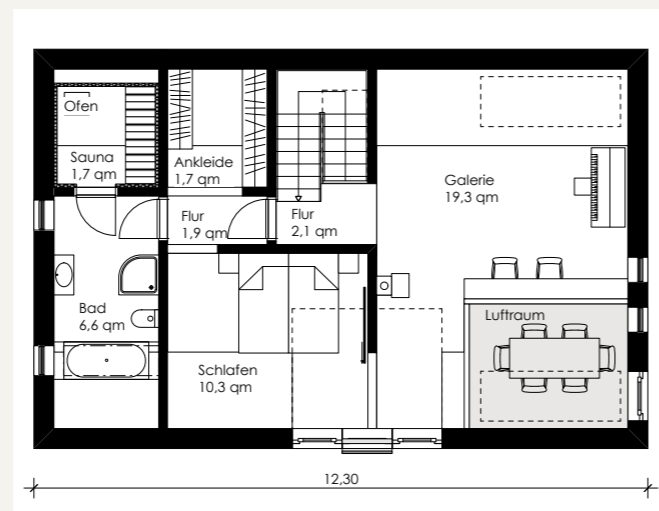 Ofen
Sauna
1,7 qm
Ankleide
1,7 qm
Galerie
19,3 qm
Flur
1,9 qm
Flur
2,1 qm
Bad
6,6 qm
Luftraum
Schlafen
10,3 qm
12,30